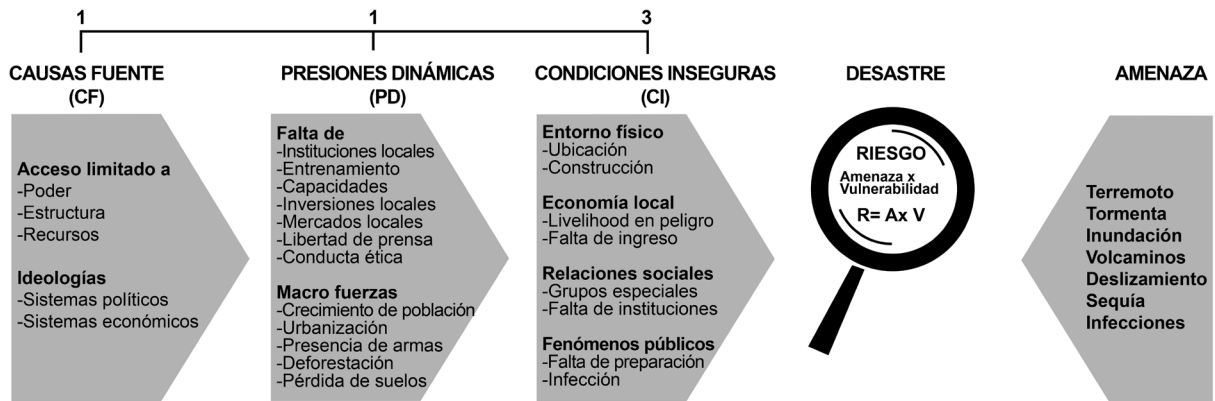 1
1
3
CAUSAS FUENTE
(CF)
Acceso limitado a
-Poder
-Estructura
-Recursos
Ideologías
-Sistemas políticos
-Sistemas económicos
PRESIONES DINÁMICAS
(PD)
Falta de
-Instituciones locales
-Entrenamiento
-Capacidades
-Inversiones locales
-Mercados locales
-Libertad de prensa
-Conducta ética
Macro fuerzas
-Crecimiento de población
-Urbanización
-Presencia de armas
-Deforestación
-Pérdida de suelos
CONDICIONES INSEGURAS
(CI)
Entorno físico
-Ubicación
-Construcción
Economía local
-Livelihood en peligro
-Falta de ingreso
Relaciones sociales
-Grupos especiales
-Falta de instituciones
Fenómenos públicos
-Falta de preparación
-Infección
DESASTRE
RIESGO
Amenaza x
Vulnerabilidad
R= Ax V
AMENAZA
Terremoto
Tormenta
Inundación
Volcaminos
Deslizamiento
Sequía
Infecciones